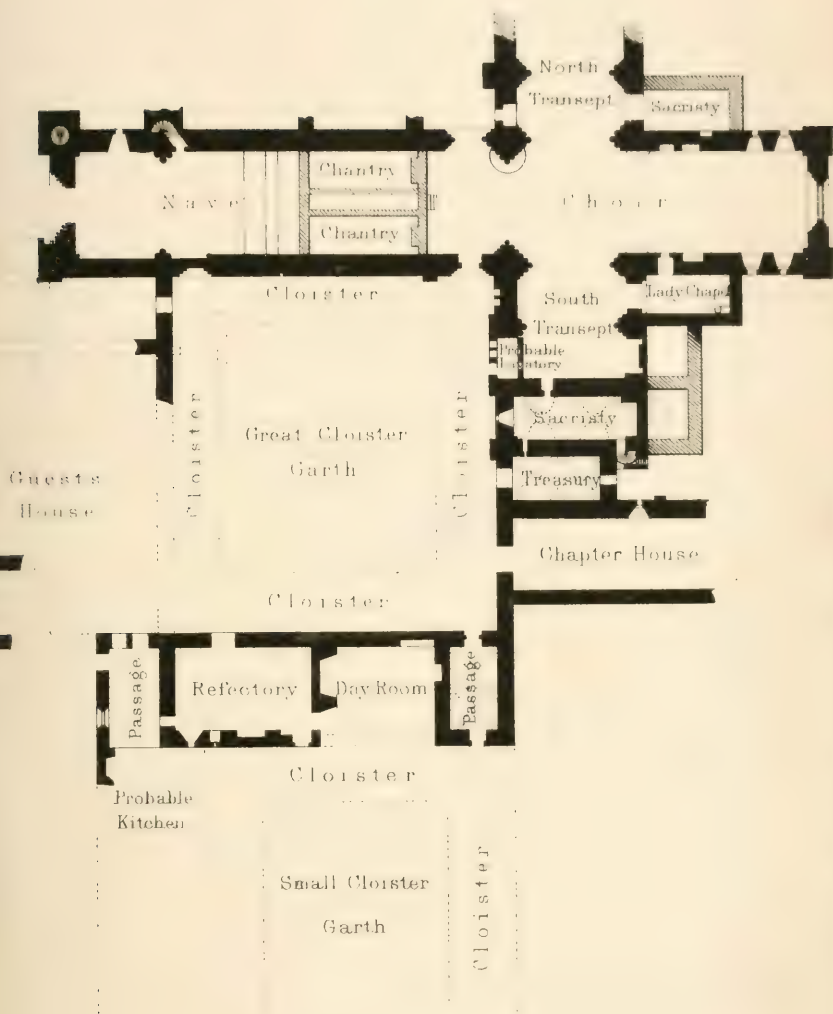 North
Transept
Sacristy
Chantry
Nave
Choir
Chantry
Cloister
South
Transept
Lady Chapel
Probable
Lavatory
Cloister
Cloister
Sacristy
Great Cloister
Garth
Treasury
Guests
House
Chapter House
Cloister
Passage
Refectory
Day Room
Passage
Cloister
Probable
Kitchen
Small Cloister
Garth
Cloister